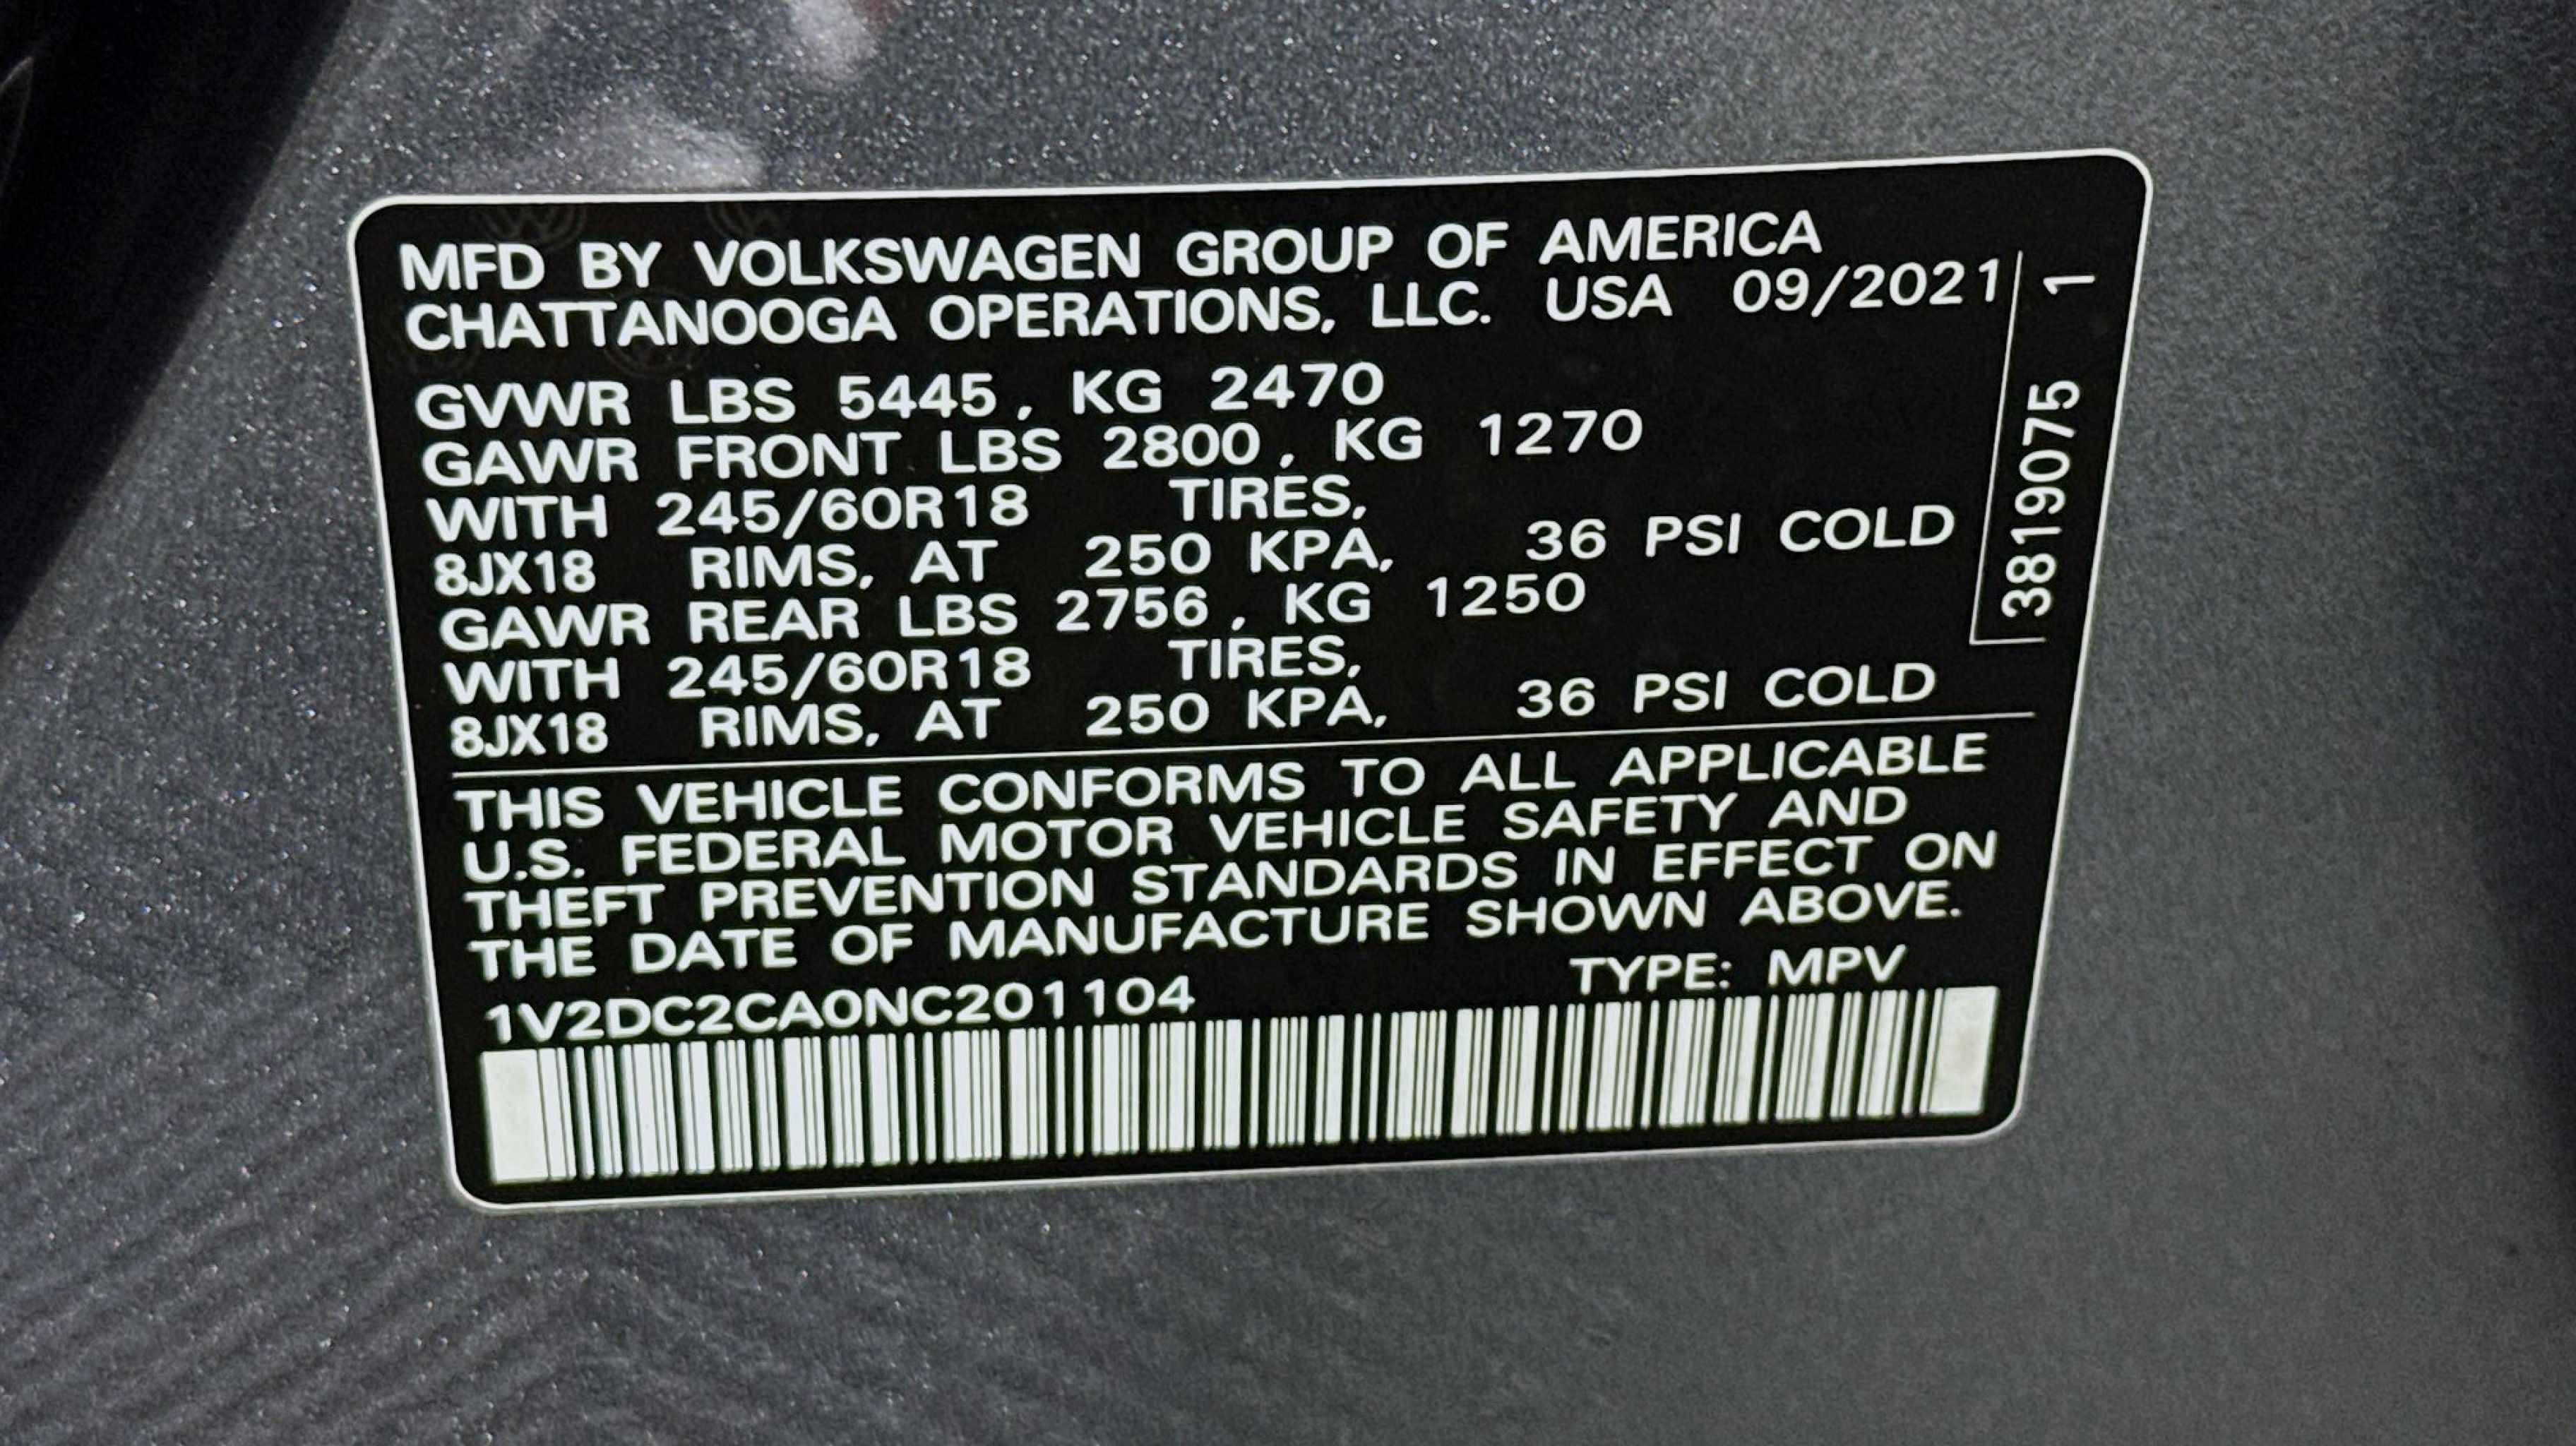 MFD BY VOLKSWAGEN GROUP OF AMERICA
CHATTANOOGA OPERATIONS, LLC. USA 09/2021
GVWR LBS 5445, KG 2470
GAWR FRONT LBS 2800, KG 1270
WITH 245/60R18 TIRES,
8JX18 RIMS, AT 250 KPA, 36 PSI COLD
GAWR REAR LBS 2756, KG 1250
WITH 245/60R18 TIRES,
8JX18 RIMS, AT 250 KPA, 36 PSI COLD
3819075 1
THIS VEHICLE CONFORMS TO ALL APPLICABLE
U.S. FEDERAL MOTOR VEHICLE SAFETY AND
THEFT PREVENTION STANDARDS IN EFFECT ON
THE DATE OF MANUFACTURE SHOWN ABOVE.
TYPE: MPV
1V2DC2CA0NC201104